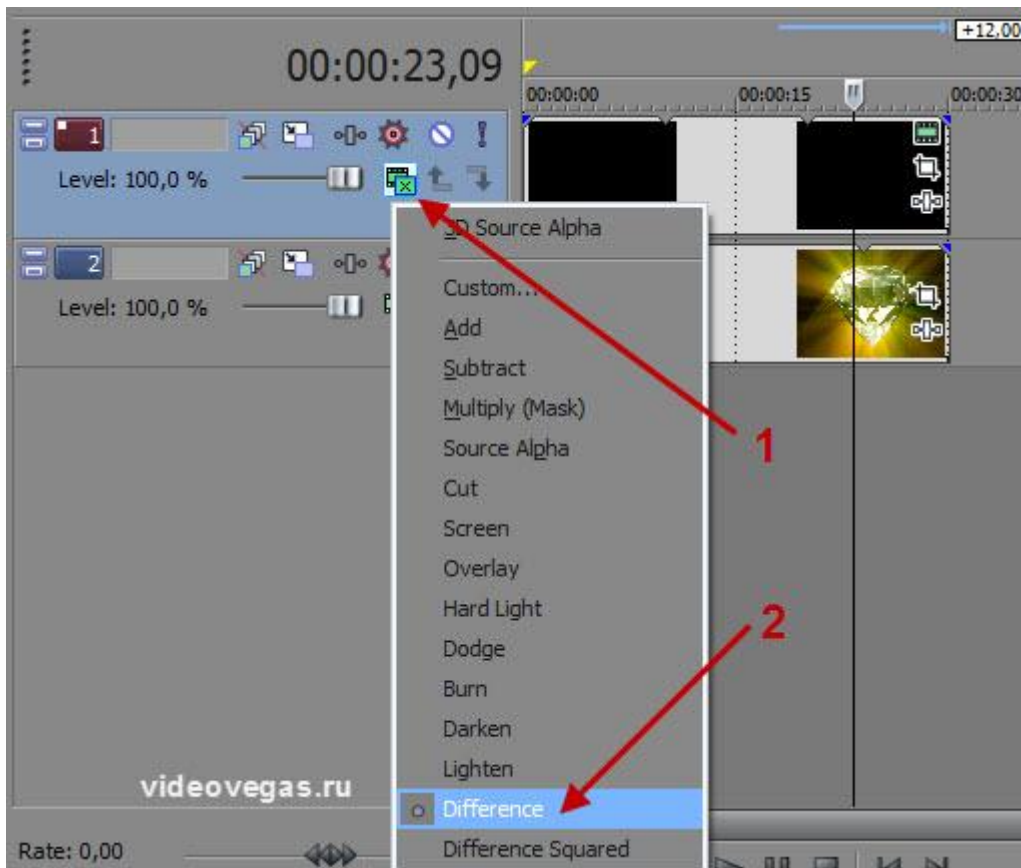 +12,00
00:00:23,09
00:00:00 00:00:15 00:00:30
1
Level: 100,0 %
3D Source Alpha
2
Custom...
Level: 100,0 %
Add
Subtract
Multiply (Mask)
1
Source Alpha
Cut
Screen
Overlay
Hard Light
2
Dodge
Burn
Darken
Lighten
videovegas.ru
Difference
Rate: 0,00
Difference Squared